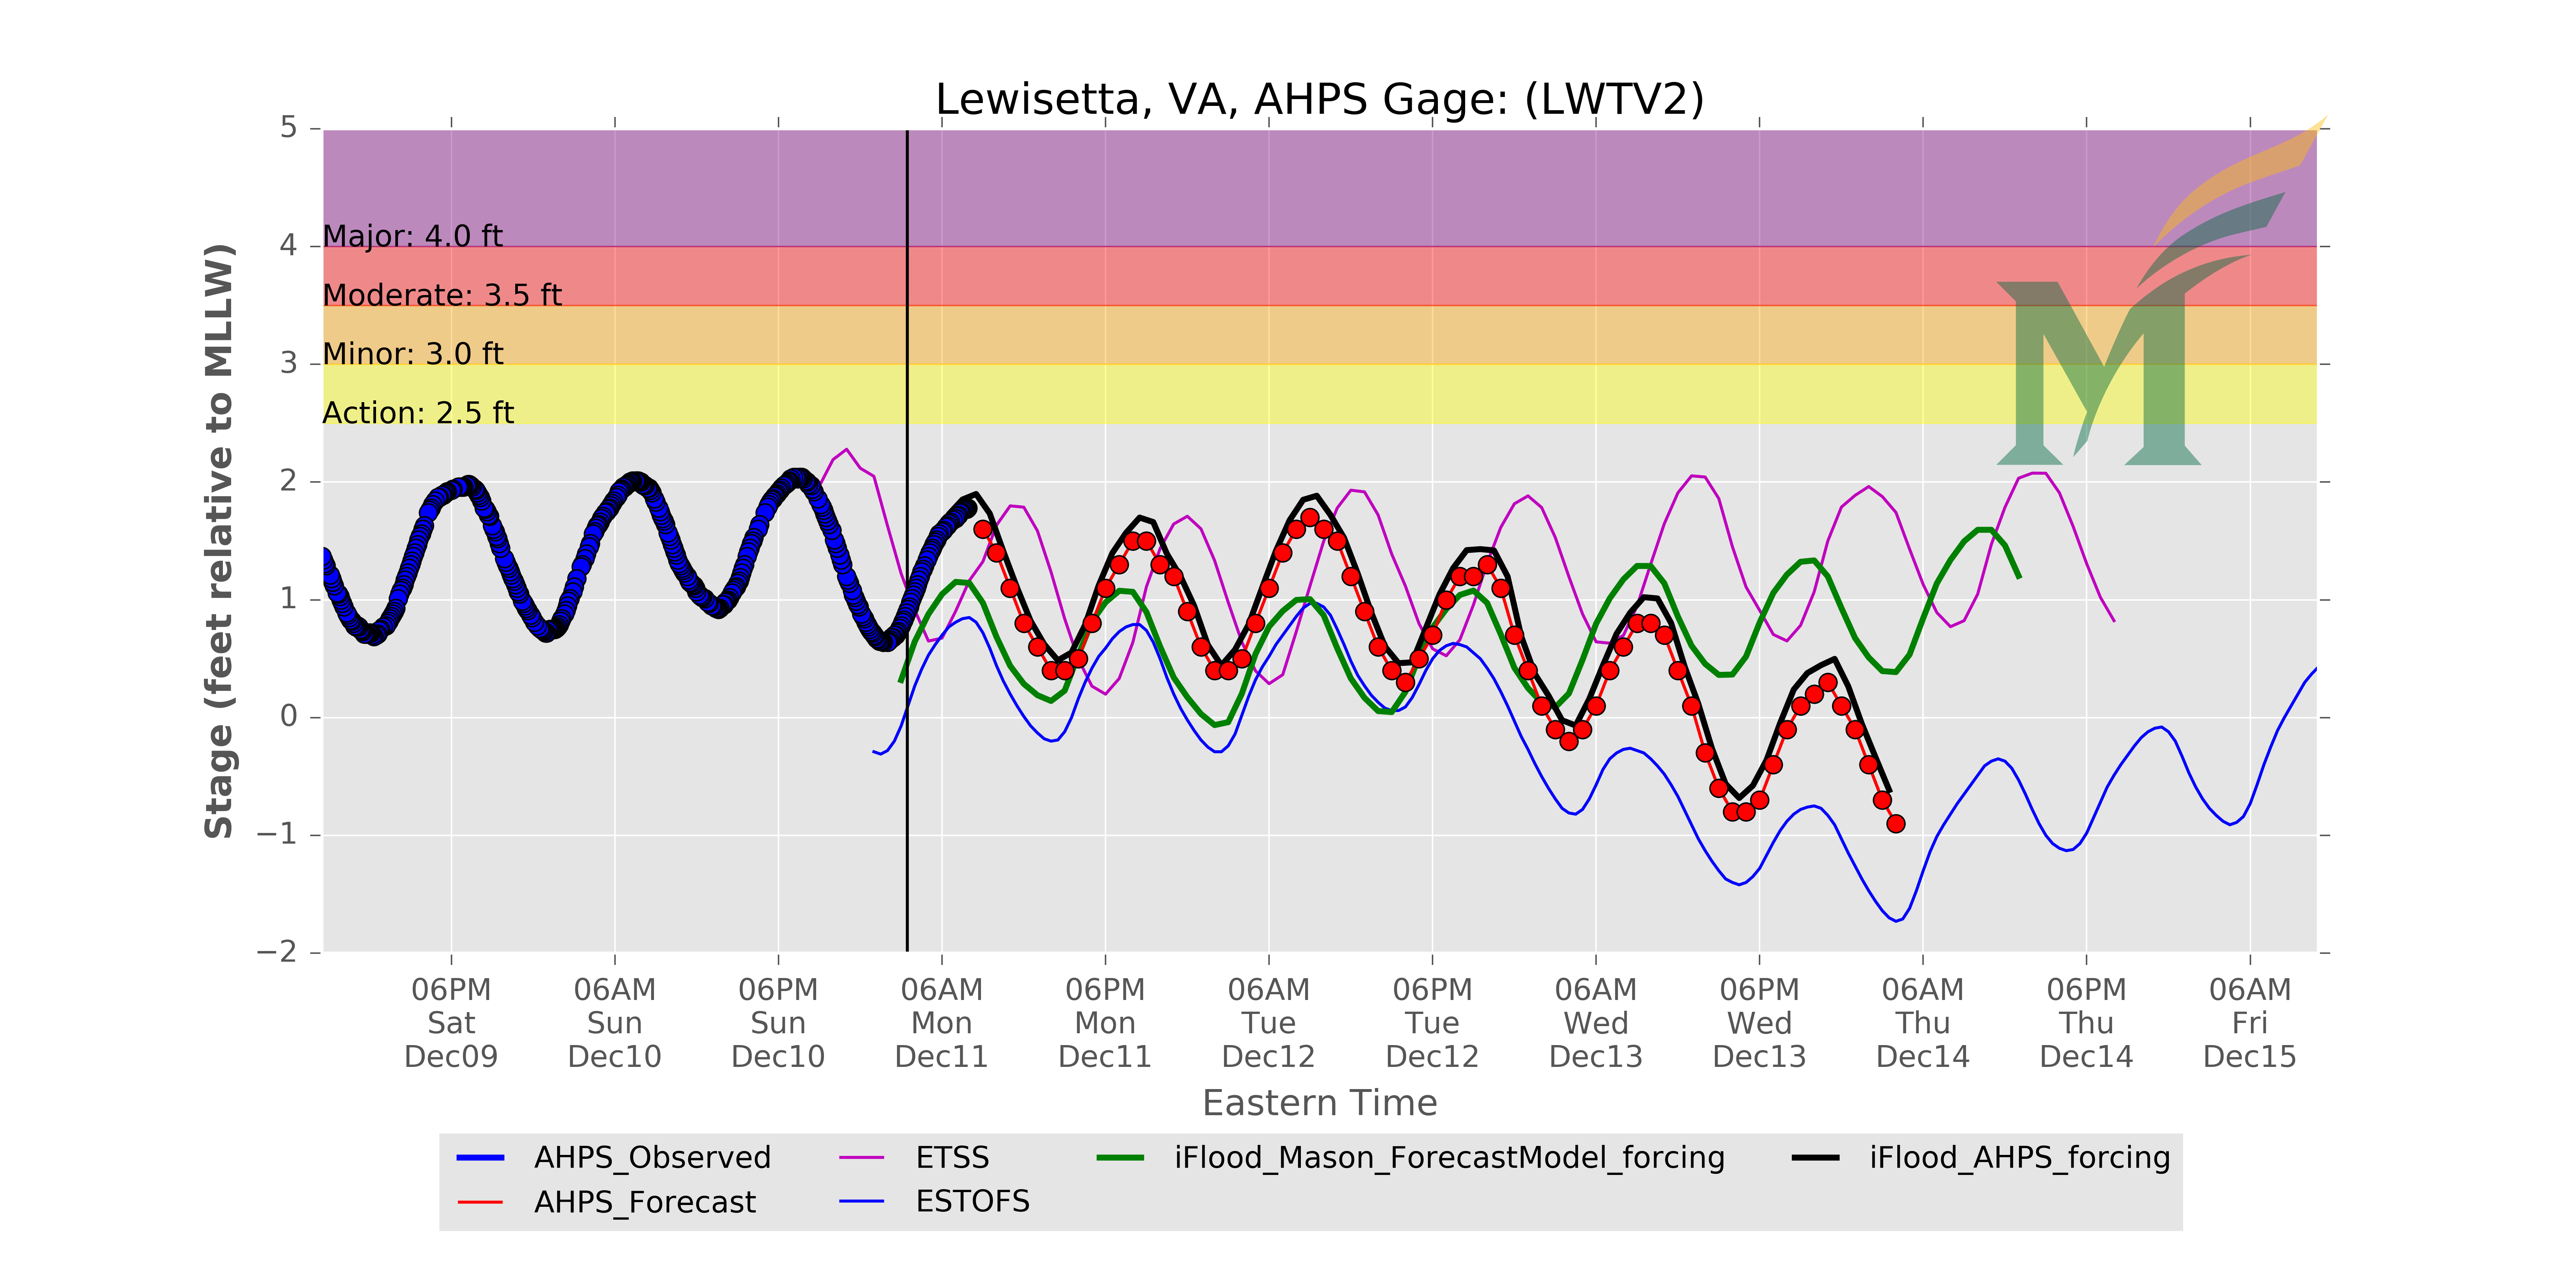 Lewisetta, VA, AHPS Gage: (LWTV2)
Stage (feet relative to MLLW)
5
4
3
2
1
0
−1
−2
Major: 4.0 ft
Moderate: 3.5 ft
Minor: 3.0 ft
Action: 2.5 ft
M
06PM 06AM 06PM 06AM 06PM 06AM 06PM 06AM 06PM 06AM 06PM 06AM
Sat Sun Sun Mon Mon Tue Tue Wed Wed Thu Thu Fri
Dec09 Dec10 Dec10 Dec11 Dec11 Dec12 Dec12 Dec13 Dec13 Dec14 Dec14 Dec15
Eastern Time
AHPS_Observed ETSS iFlood_Mason_ForecastModel_forcing iFlood_AHPS_forcing
AHPS_Forecast ESTOFS